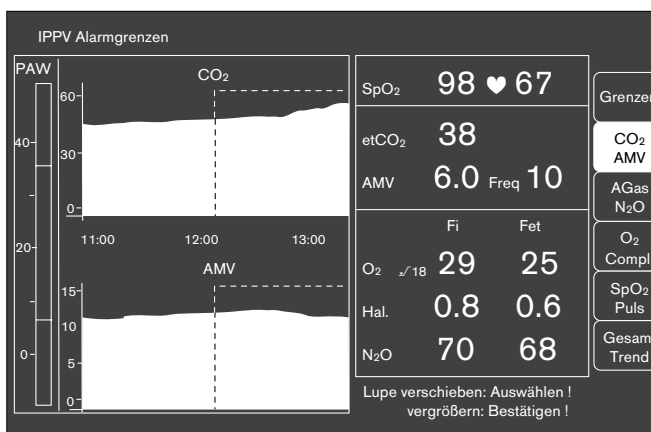 IPPV Alarmgrenzen
PAW
40
20
0
CO₂
60
30
0
11:00 12:00 13:00
AMV
15
10
5
0
SpO₂ 98 ♥ 67
etCO₂ 38
AMV 6.0 Freq 10
Fi Fet
O₂ 18 29 25
Hal. 0.8 0.6
N₂O 70 68
Lupe verschieben: Auswählen !
vergrößern: Bestätigen !
Grenzen
CO₂
AMV
AGas
N₂O
O₂
Compl
SpO₂
Puls
Gesam
Trend